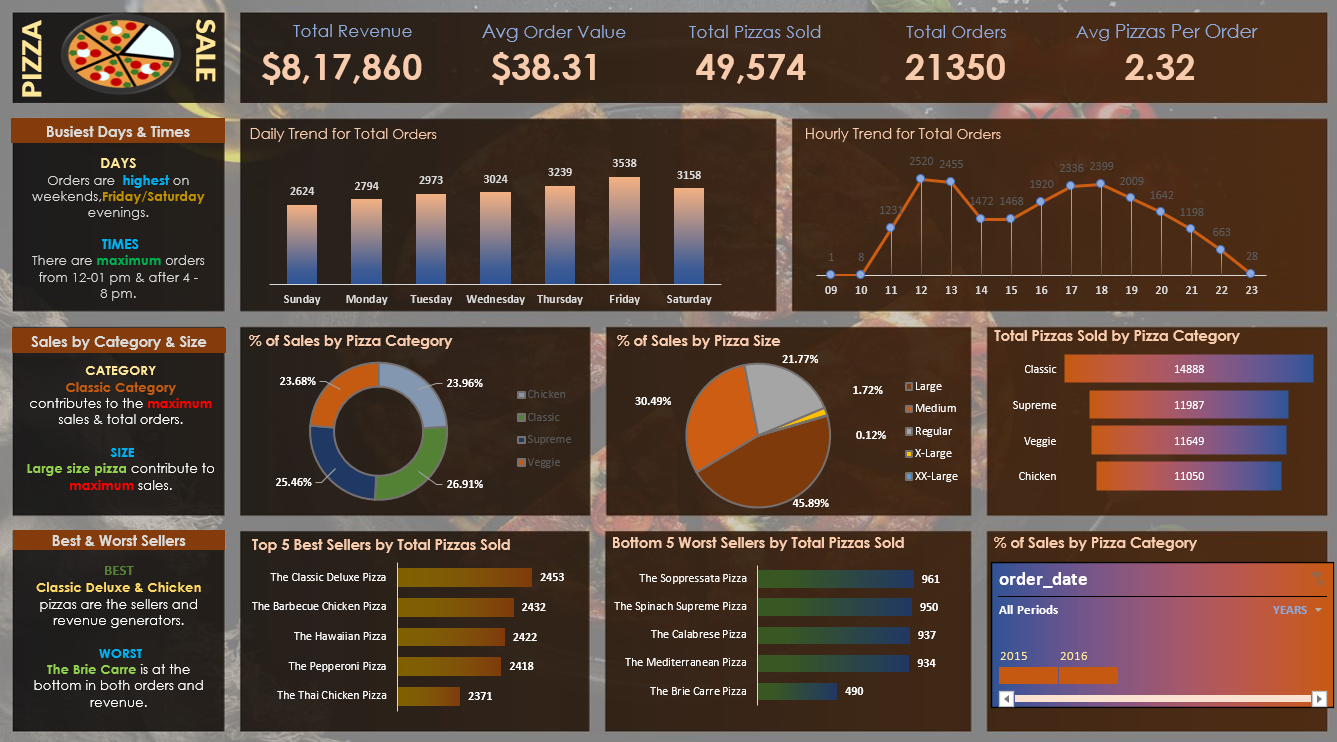 PIZZA
SALE
Total Revenue
$8,17,860
Avg Order Value
$38.31
Total Pizzas Sold
49,574
Total Orders
21350
Avg Pizzas Per Order
2.32
Busiest Days & Times
DAYS
Orders are highest on
weekends,Friday/Saturday
evenings.
TIMES
There are maximum orders
from 12-01 pm & after 4 -
8 pm.
Daily Trend for Total Orders
2624
2794
2973
3024
3239
3538
3158
Sunday
Monday
Tuesday
Wednesday
Thursday
Friday
Saturday
Hourly Trend for Total Orders
1
8
1231
2520
2455
1472
1468
1920
2336
2399
2009
1642
1198
663
28
09
10
11
12
13
14
15
16
17
18
19
20
21
22
23
Sales by Category & Size
CATEGORY
Classic Category
contributes to the maximum
sales & total orders.
SIZE
Large size pizza contribute to
maximum sales.
% of Sales by Pizza Category
23.68%
23.96%
25.46%
26.91%
Chicken
Classic
Supreme
Veggie
% of Sales by Pizza Size
21.77%
1.72%
30.49%
0.12%
45.89%
Large
Medium
Regular
X-Large
XX-Large
Total Pizzas Sold by Pizza Category
Classic 14888
Supreme 11987
Veggie 11649
Chicken 11050
Best & Worst Sellers
BEST
Classic Deluxe & Chicken
pizzas are the sellers and
revenue generators.
WORST
The Brie Carre is at the
bottom in both orders and
revenue.
Top 5 Best Sellers by Total Pizzas Sold
The Classic Deluxe Pizza 2453
The Barbecue Chicken Pizza 2432
The Hawaiian Pizza 2422
The Pepperoni Pizza 2418
The Thai Chicken Pizza 2371
Bottom 5 Worst Sellers by Total Pizzas Sold
The Soppressata Pizza 961
The Spinach Supreme Pizza 950
The Calabrese Pizza 937
The Mediterranean Pizza 934
The Brie Carre Pizza 490
% of Sales by Pizza Category
order_date
All Periods
YEARS
2015
2016